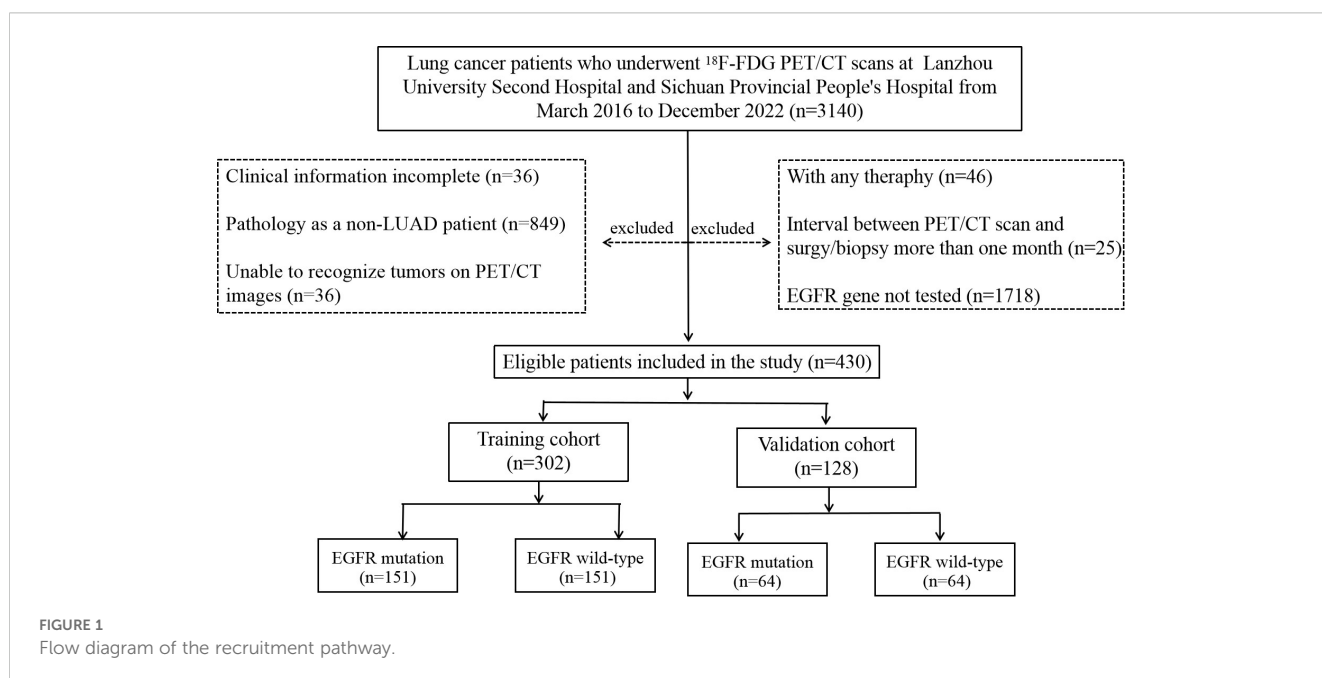 Lung cancer patients who underwent ¹⁸F-FDG PET/CT scans at Lanzhou
University Second Hospital and Sichuan Provincial People's Hospital from
March 2016 to December 2022 (n=3140)
Clinical information incomplete (n=36)
Pathology as a non-LUAD patient (n=849)
Unable to recognize tumors on PET/CT
images (n=36)
excluded
excluded
With any theraphy (n=46)
Interval between PET/CT scan and
surgy/biopsy more than one month (n=25)
EGFR gene not tested (n=1718)
Eligible patients included in the study (n=430)
Training cohort
(n=302)
Validation cohort
(n=128)
EGFR mutation
(n=151)
EGFR wild-type
(n=151)
EGFR mutation
(n=64)
EGFR wild-type
(n=64)
FIGURE 1
Flow diagram of the recruitment pathway.